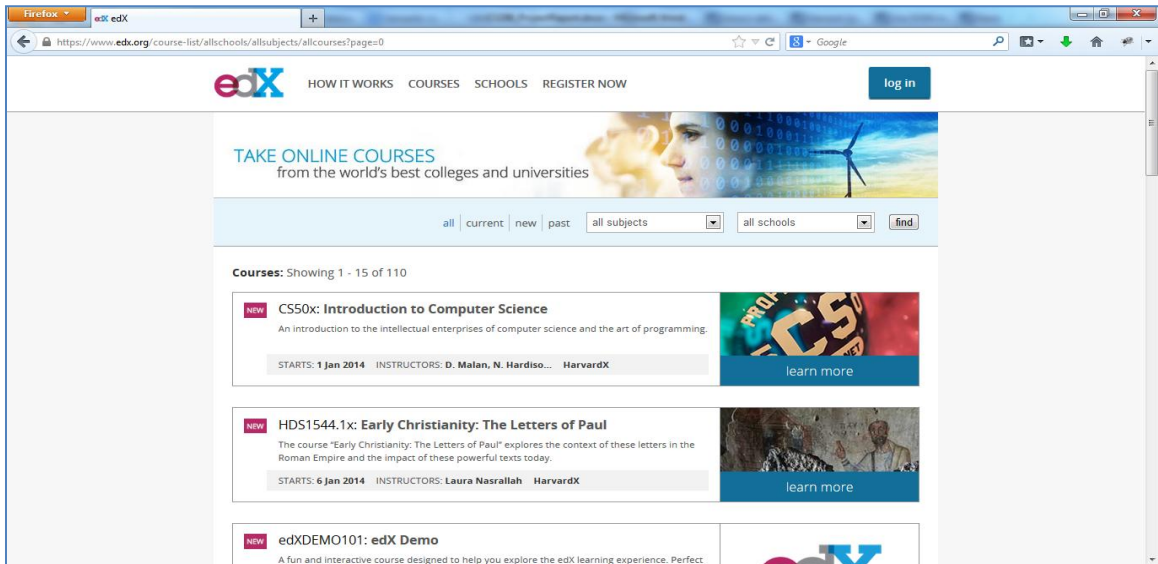 Firefox
edX edX
https://www.edx.org/course-list/allschools/allsubjects/allcourses?page=0
Google
edX HOW IT WORKS COURSES SCHOOLS REGISTER NOW log in
TAKE ONLINE COURSES
from the world's best colleges and universities
all current new past all subjects all schools find
Courses: Showing 1 - 15 of 110
NEW CS50x: Introduction to Computer Science
An introduction to the intellectual enterprises of computer science and the art of programming.
STARTS: 1 Jan 2014 INSTRUCTORS: D. Malan, N. Hardiso... HarvardX
learn more
NEW HDS1544.1x: Early Christianity: The Letters of Paul
The course "Early Christianity: The Letters of Paul" explores the context of these letters in the
Roman Empire and the impact of these powerful texts today.
STARTS: 6 Jan 2014 INSTRUCTORS: Laura Nasrallah HarvardX
learn more
NEW edXDEMO101: edX Demo
A fun and interactive course designed to help you explore the edX learning experience. Perfect